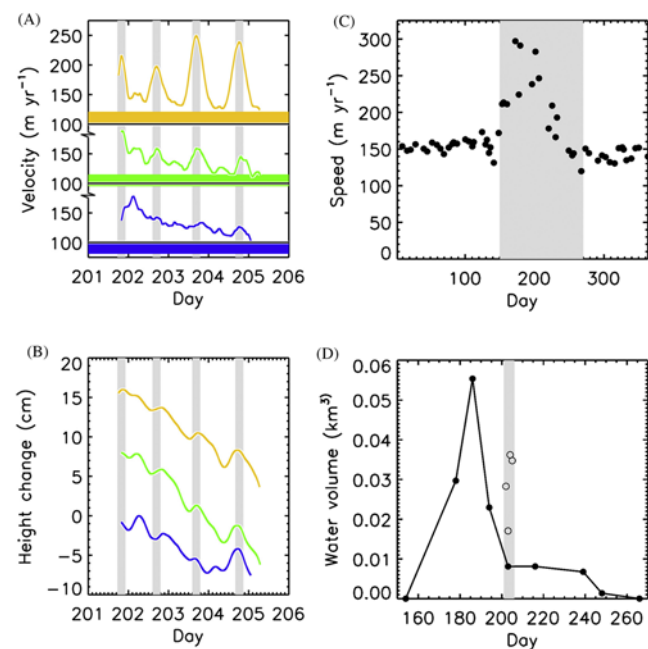 (A)
Velocity (m yr⁻¹)
250
200
150
100
150
100
150
100
201 202 203 204 205 206
Day
(C)
Speed (m yr⁻¹)
300
250
200
150
100
50
0
100 200 300
Day
(B)
Height change (cm)
20
15
10
5
0
−5
−10
201 202 203 204 205 206
Day
(D)
Water volume (km³)
0.06
0.05
0.04
0.03
0.02
0.01
0.00
160 180 200 220 240 260
Day